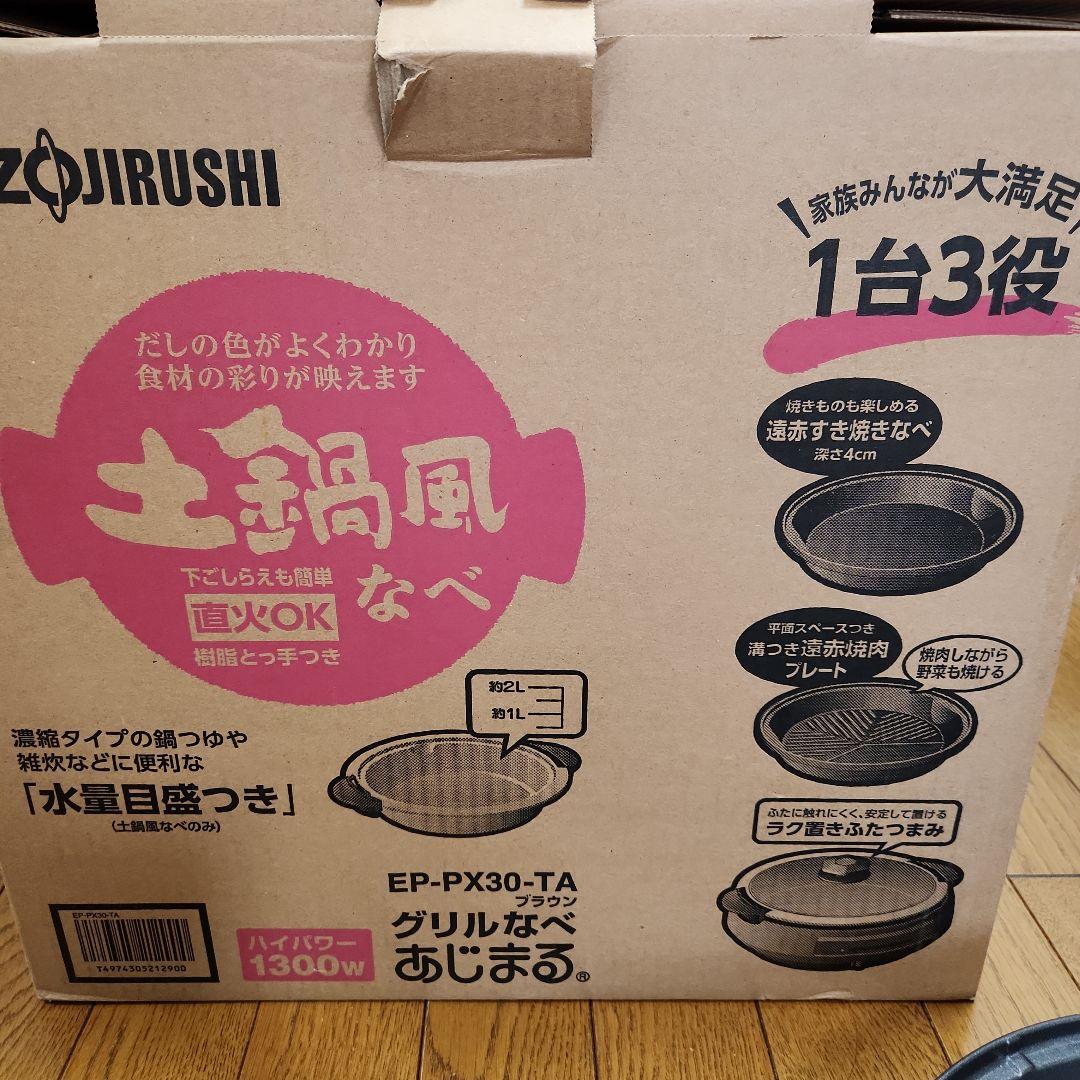 ZOJIRUSHI
家族みんなが大満足
1台3役
だしの色がよくわかり
食材の彩りが映えます
土鍋風
なべ
下ごしらえも簡単
直火OK
樹脂とっ手つき
焼きものも楽しめる
遠赤すき焼きなべ
深さ4cm
平面スペースつき
溝つき遠赤焼肉
プレート
焼肉しながら
野菜も焼ける
約2L
約1L
濃縮タイプの鍋つゆや
雑炊などに便利な
「水量目盛つき」
(土鍋風なべのみ)
ふたに触れにくく、安定して置ける
ラク置きふたつまみ
EP-PX30-TA
ブラウン
グリルなべ
あじまる®
ハイパワー
1300W
EP-PX30-TA
T4974305212900